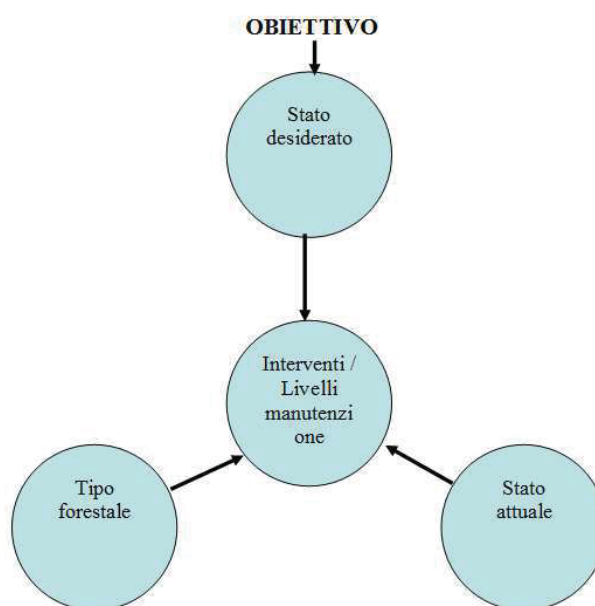 OBIETTIVO
Stato
desiderato
Interventi /
Livelli
manutenzi
one
Tipo
forestale
Stato
attuale